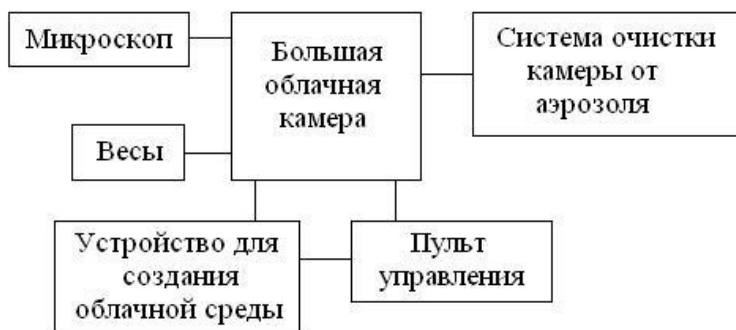 Микроскоп
Большая
облачная
камера
Система очистки
камеры от
аэрозоля
Весы
Устройство для
создания
облачной среды
Пульт
управления